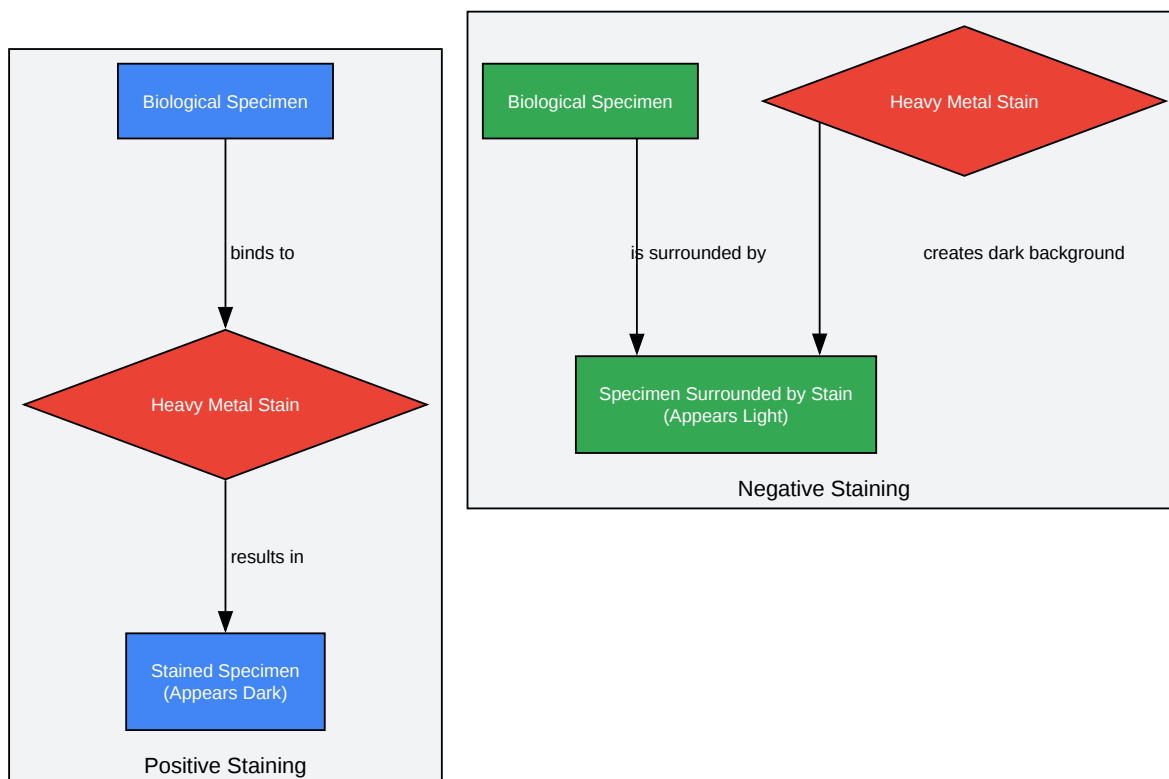 Biological Specimen
binds to
Heavy Metal Stain
results in
Stained Specimen
(Appears Dark)
Positive Staining
Biological Specimen
Heavy Metal Stain
is surrounded by
creates dark background
Specimen Surrounded by Stain
(Appears Light)
Negative Staining